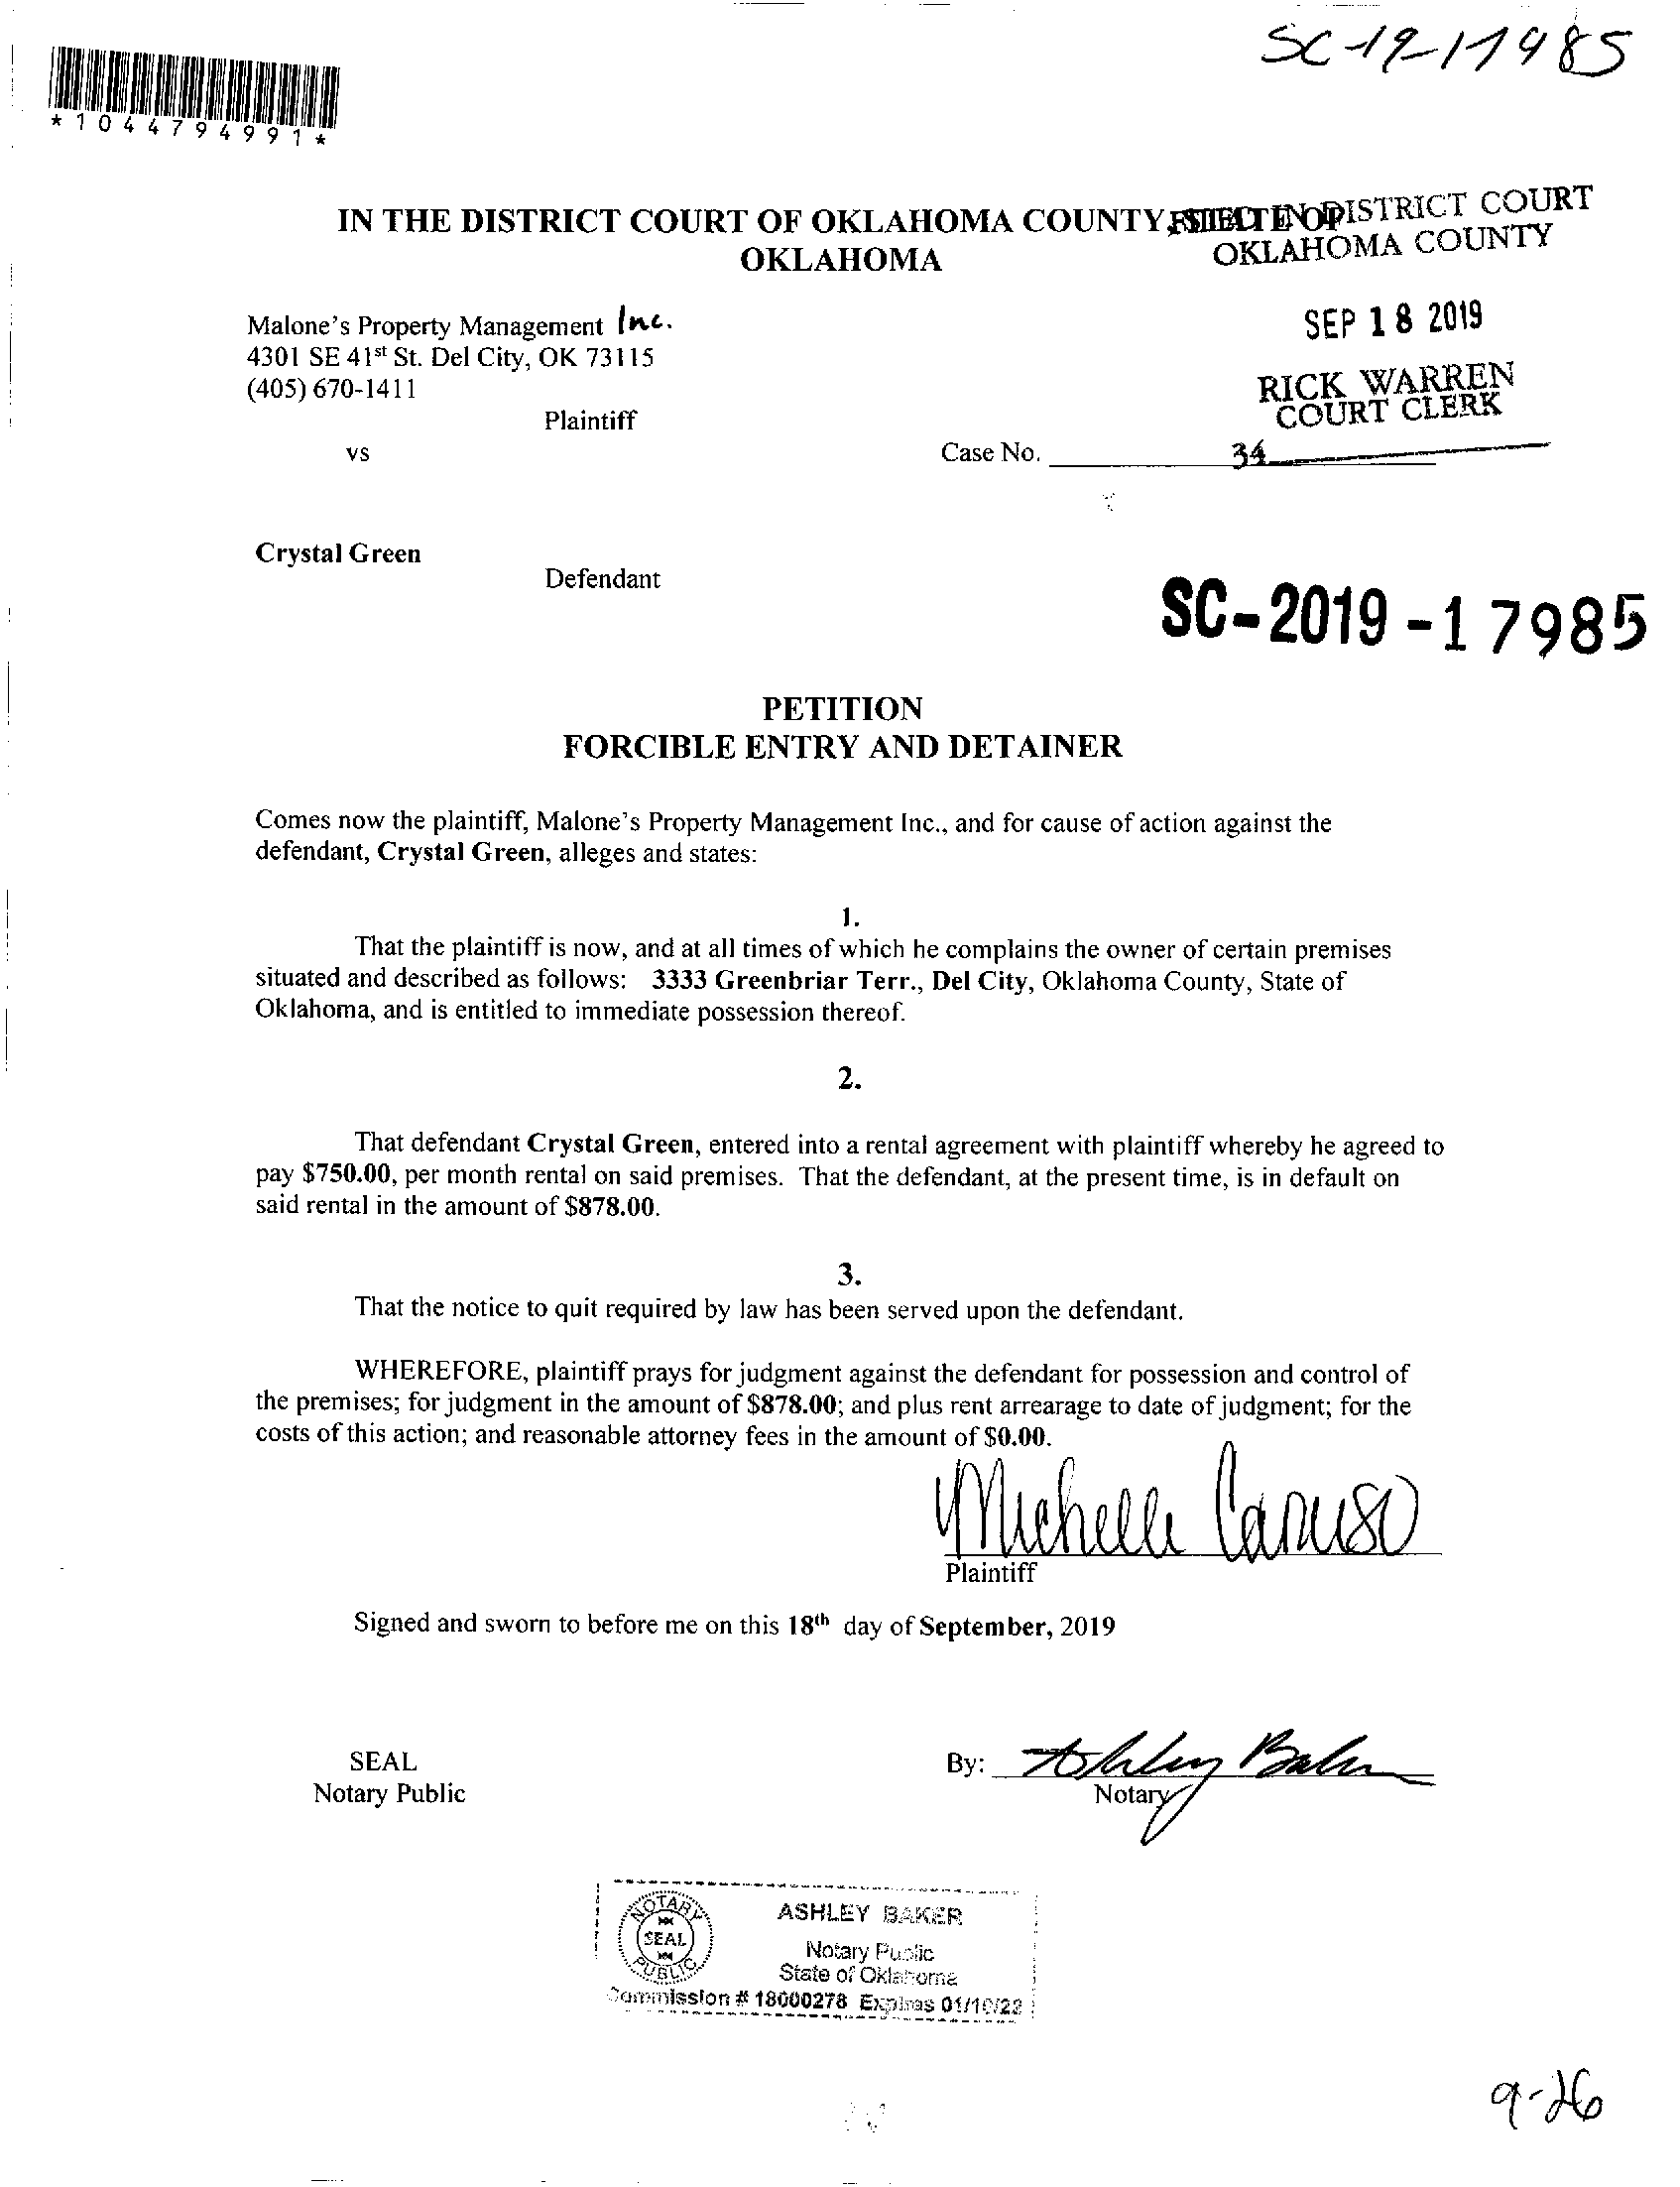 SC-19-17985
*1044794991*
IN THE DISTRICT COURT OF OKLAHOMA COUNTY, STATE OF
OKLAHOMA
FILED IN DISTRICT COURT
OKLAHOMA COUNTY
SEP 18 2019
RICK WARREN
COURT CLERK
34
Malone's Property Management Inc.
4301 SE 41st St. Del City, OK 73115
(405) 670-1411
Plaintiff
vs
Case No.
Crystal Green
Defendant
SC-2019-17985
PETITION
FORCIBLE ENTRY AND DETAINER
Comes now the plaintiff, Malone's Property Management Inc., and for cause of action against the
defendant, Crystal Green, alleges and states:
1.
That the plaintiff is now, and at all times of which he complains the owner of certain premises
situated and described as follows: 3333 Greenbriar Terr., Del City, Oklahoma County, State of
Oklahoma, and is entitled to immediate possession thereof.
2.
That defendant Crystal Green, entered into a rental agreement with plaintiff whereby he agreed to
pay $750.00, per month rental on said premises. That the defendant, at the present time, is in default on
said rental in the amount of $878.00.
3.
That the notice to quit required by law has been served upon the defendant.
WHEREFORE, plaintiff prays for judgment against the defendant for possession and control of
the premises; for judgment in the amount of $878.00; and plus rent arrearage to date of judgment; for the
costs of this action; and reasonable attorney fees in the amount of $0.00.
Michelle Caruso
Plaintiff
Signed and sworn to before me on this 18th day of September, 2019
SEAL
Notary Public
By: Ashley Baker
Notary
NOTARY
SEAL
PUBLIC
ASHLEY BAKER
Notary Public
State of Oklahoma
Commission # 18000278 Expires 01/10/22
9-26